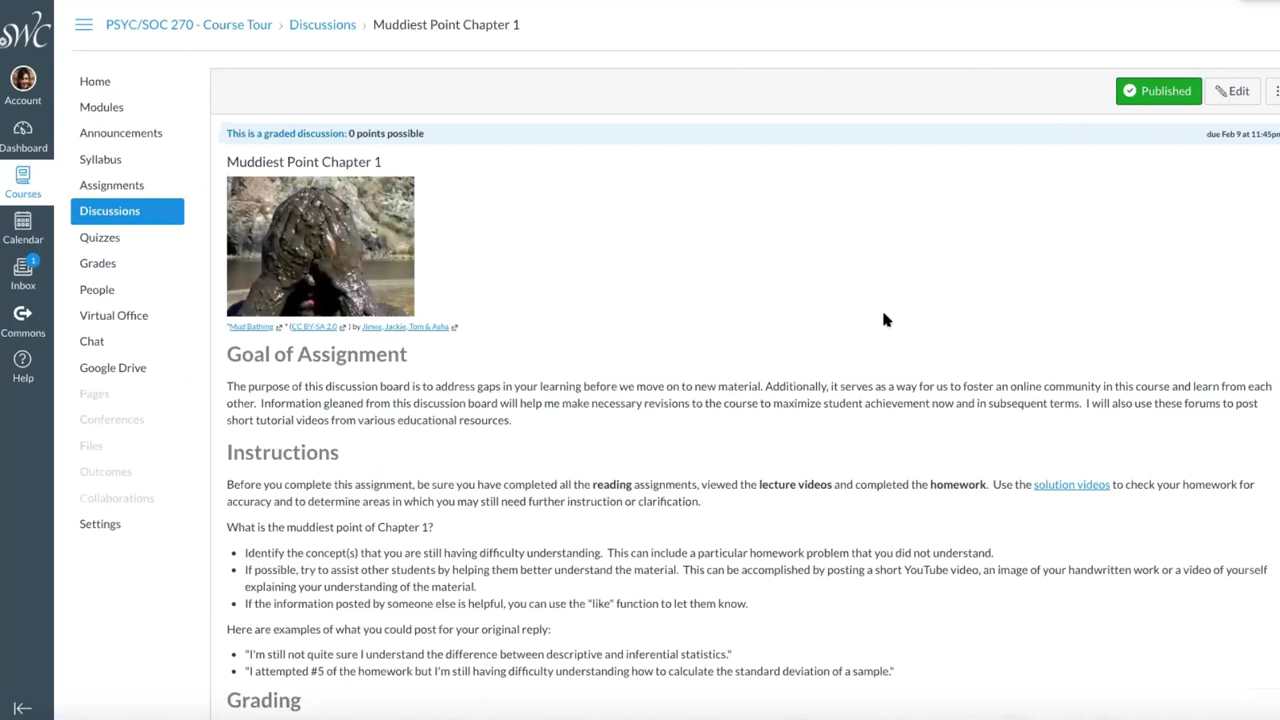 SWC
PSYC/SOC 270 - Course Tour › Discussions › Muddiest Point Chapter 1
Account
Dashboard
Courses
Calendar
1
Inbox
Commons
Help
Home
Modules
Announcements
Syllabus
Assignments
Discussions
Quizzes
Grades
People
Virtual Office
Chat
Google Drive
Pages
Conferences
Files
Outcomes
Collaborations
Settings
Published
Edit
This is a graded discussion: 0 points possible
due Feb 9 at 11:45pm
Muddiest Point Chapter 1
"Mud Bathing " (CC BY-SA 2.0 ) by Jimee, Jackie, Tom & Asha
Goal of Assignment
The purpose of this discussion board is to address gaps in your learning before we move on to new material. Additionally, it serves as a way for us to foster an online community in this course and learn from each
other. Information gleaned from this discussion board will help me make necessary revisions to the course to maximize student achievement now and in subsequent terms. I will also use these forums to post
short tutorial videos from various educational resources.
Instructions
Before you complete this assignment, be sure you have completed all the reading assignments, viewed the lecture videos and completed the homework. Use the solution videos to check your homework for
accuracy and to determine areas in which you may still need further instruction or clarification.
What is the muddiest point of Chapter 1?
• Identify the concept(s) that you are still having difficulty understanding. This can include a particular homework problem that you did not understand.
• If possible, try to assist other students by helping them better understand the material. This can be accomplished by posting a short YouTube video, an image of your handwritten work or a video of yourself
explaining your understanding of the material.
• If the information posted by someone else is helpful, you can use the "like" function to let them know.
Here are examples of what you could post for your original reply:
• "I'm still not quite sure I understand the difference between descriptive and inferential statistics."
• "I attempted #5 of the homework but I'm still having difficulty understanding how to calculate the standard deviation of a sample."
Grading